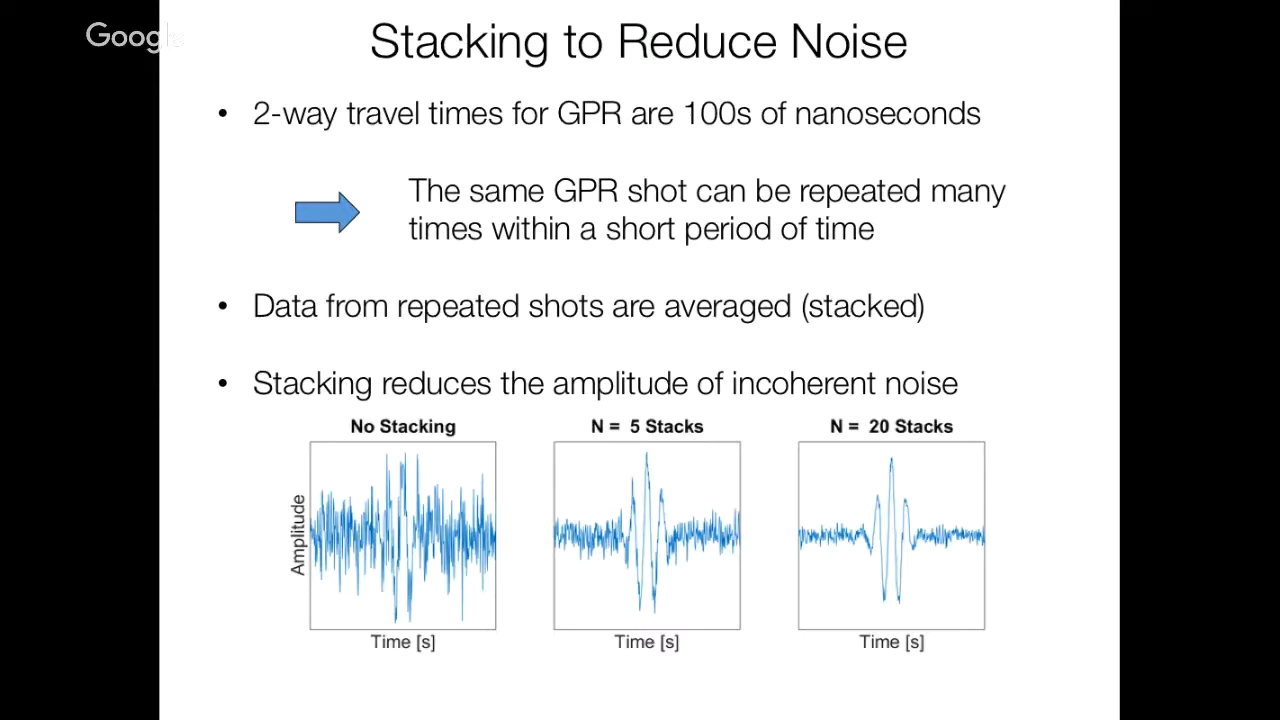 Google
Stacking to Reduce Noise
• 2-way travel times for GPR are 100s of nanoseconds
The same GPR shot can be repeated many
times within a short period of time
• Data from repeated shots are averaged (stacked)
• Stacking reduces the amplitude of incoherent noise
No Stacking
N = 5 Stacks
N = 20 Stacks
Amplitude
Time [s]
Time [s]
Time [s]